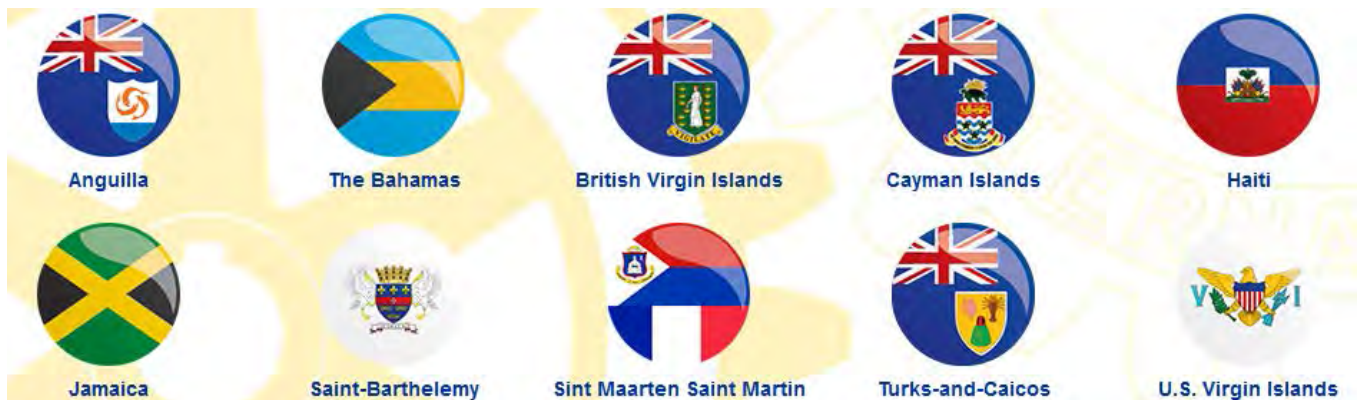 Anguilla
The Bahamas
British Virgin Islands
Cayman Islands
Haiti
VIGILATE
Jamaica
Saint-Barthelemy
Sint Maarten Saint Martin
Turks-and-Caicos
U.S. Virgin Islands
V I